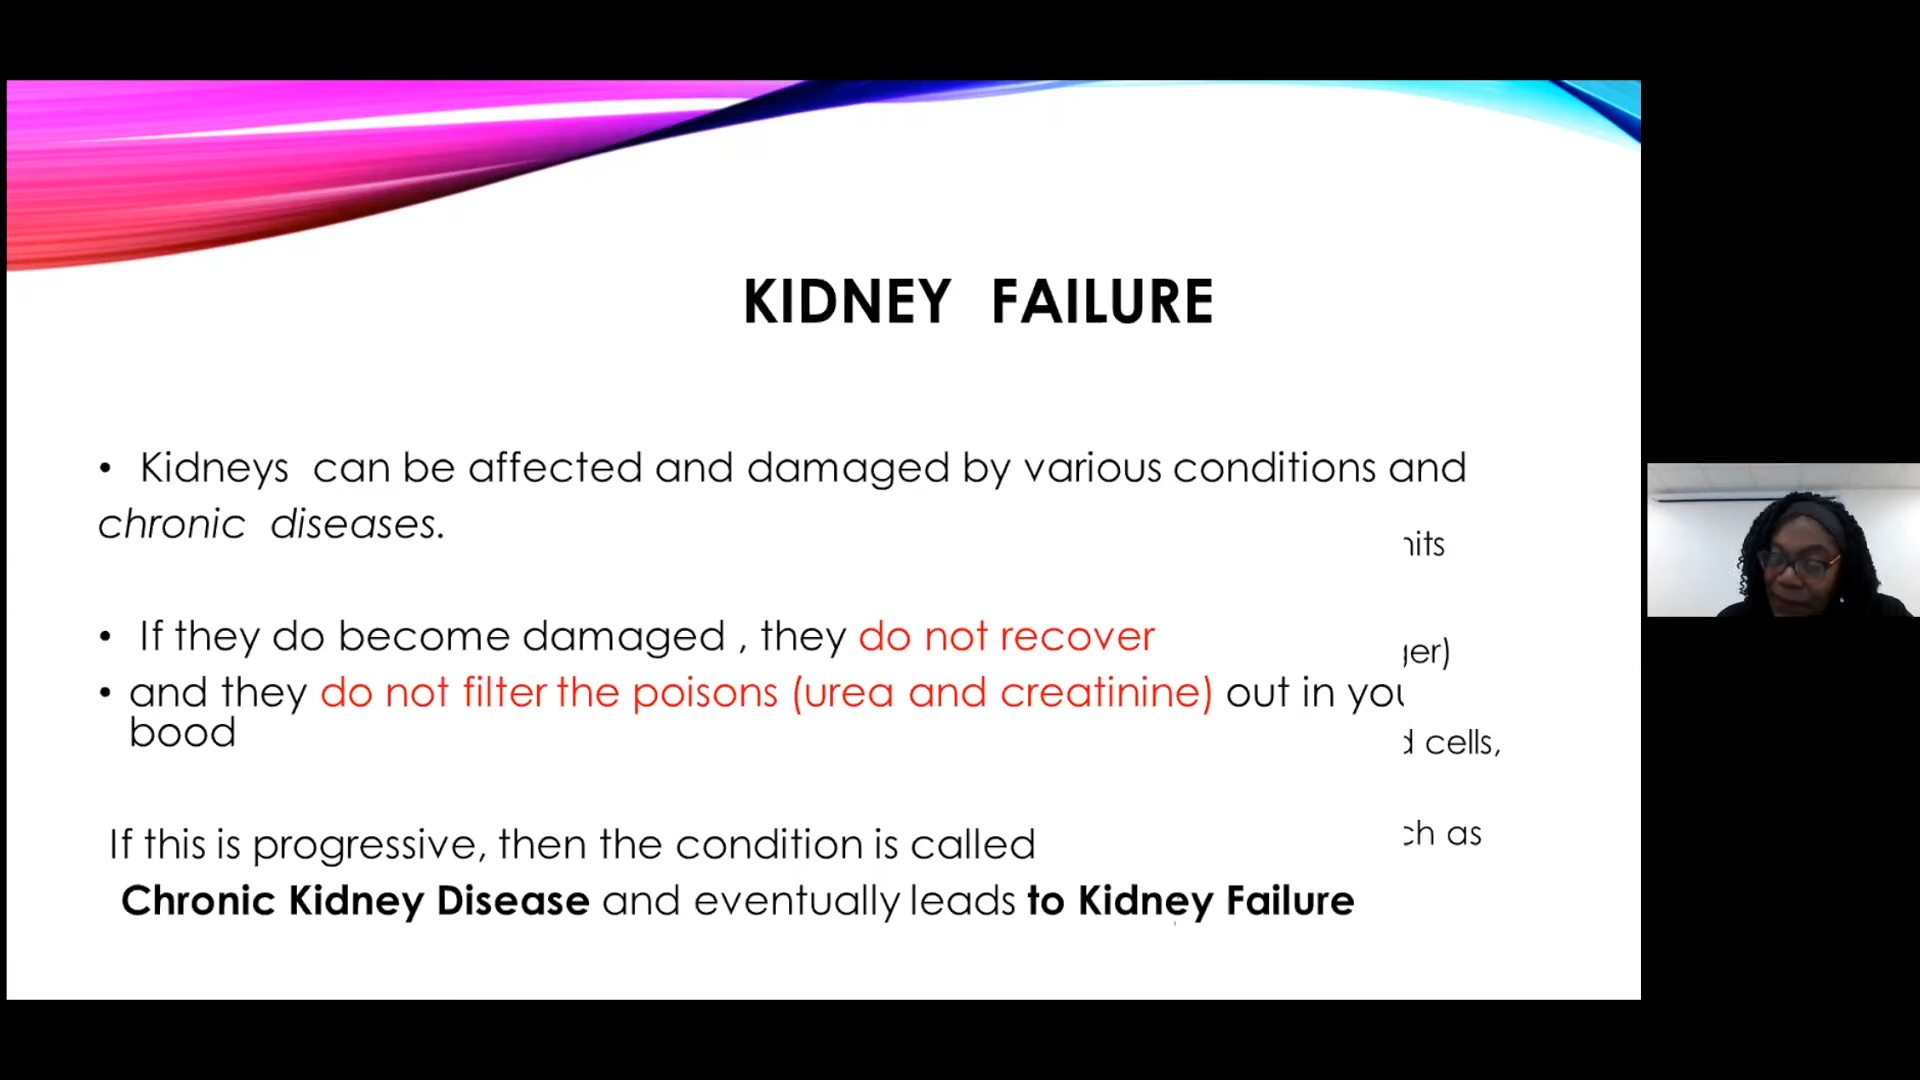 KIDNEY FAILURE
• Kidneys can be affected and damaged by various conditions and
chronic diseases.
• If they do become damaged , they do not recover
• and they do not filter the poisons (urea and creatinine) out in
bood
If this is progressive, then the condition is called
Chronic Kidney Disease and eventually leads to Kidney Failure
cells,
as